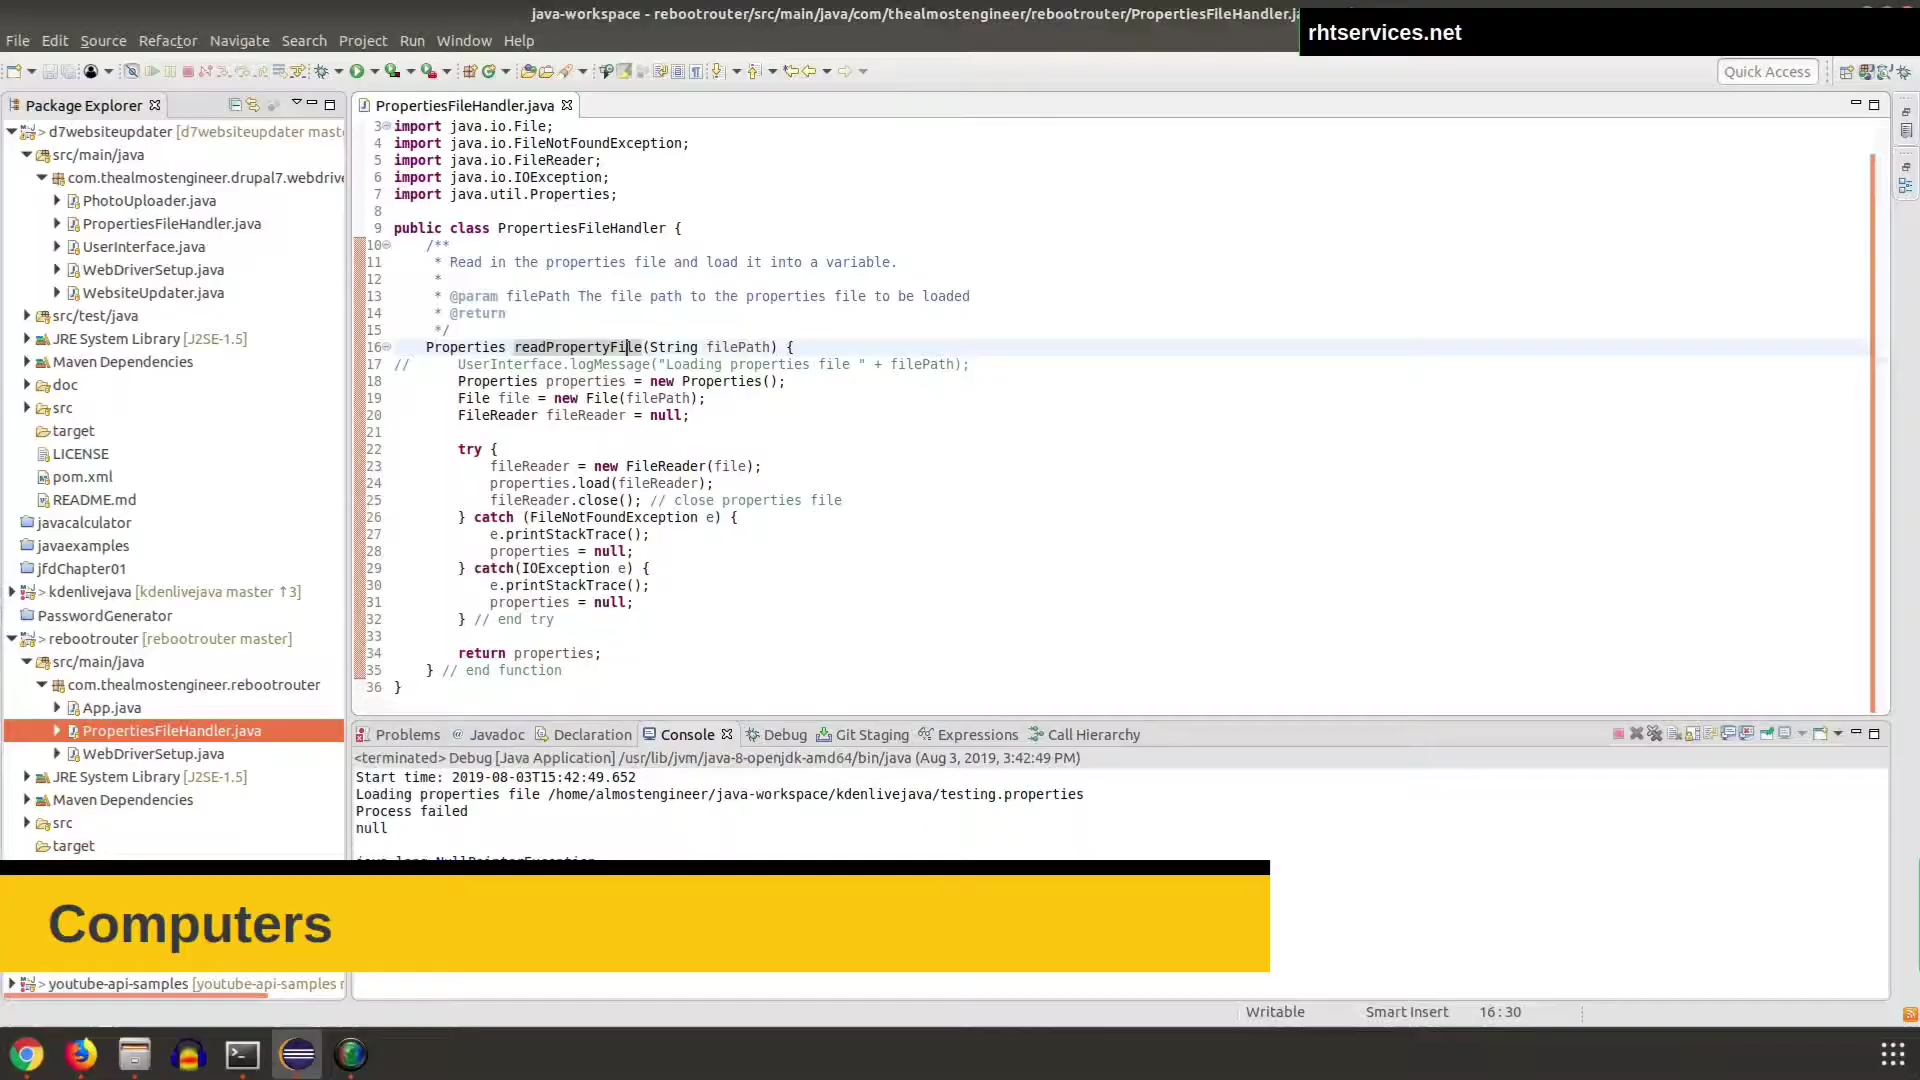 java-workspace - rebootrouter/src/main/java/com/thealmostengineer/rebootrouter/PropertiesFileHandler.ja
rhtservices.net
File Edit Source Refactor Navigate Search Project Run Window Help
Quick Access
Package Explorer
d7websiteupdater [d7websiteupdater mast
src/main/java
com.thealmostengineer.drupal7.webdrive
PhotoUploader.java
PropertiesFileHandler.java
UserInterface.java
WebDriverSetup.java
WebsiteUpdater.java
src/test/java
JRE System Library [J2SE-1.5]
Maven Dependencies
doc
src
target
LICENSE
pom.xml
README.md
javacalculator
javaexamples
jfdChapter01
> kdenlivejava [kdenlivejava master ↑3]
PasswordGenerator
> rebootrouter [rebootrouter master]
src/main/java
com.thealmostengineer.rebootrouter
App.java
PropertiesFileHandler.java
WebDriverSetup.java
JRE System Library [J2SE-1.5]
Maven Dependencies
src
target
> youtube-api-samples [youtube-api-samples
PropertiesFileHandler.java
3 import java.io.File;
4 import java.io.FileNotFoundException;
5 import java.io.FileReader;
6 import java.io.IOException;
7 import java.util.Properties;
8
9 public class PropertiesFileHandler {
10 /**
11 * Read in the properties file and load it into a variable.
12 *
13 * @param filePath The file path to the properties file to be loaded
14 * @return
15 */
16 Properties readPropertyFile(String filePath) {
17 // UserInterface.logMessage("Loading properties file " + filePath);
18 Properties properties = new Properties();
19 File file = new File(filePath);
20 FileReader fileReader = null;
21
22 try {
23 fileReader = new FileReader(file);
24 properties.load(fileReader);
25 fileReader.close(); // close properties file
26 } catch (FileNotFoundException e) {
27 e.printStackTrace();
28 properties = null;
29 } catch(IOException e) {
30 e.printStackTrace();
31 properties = null;
32 } // end try
33
34 return properties;
35 } // end function
36 }
Problems @ Javadoc Declaration Console Debug Git Staging Expressions Call Hierarchy
<terminated> Debug [Java Application] /usr/lib/jvm/java-8-openjdk-amd64/bin/java (Aug 3, 2019, 3:42:49 PM)
Start time: 2019-08-03T15:42:49.652
Loading properties file /home/almostengineer/java-workspace/kdenlivejava/testing.properties
Process failed
null
Computers
Writable Smart Insert 16:30